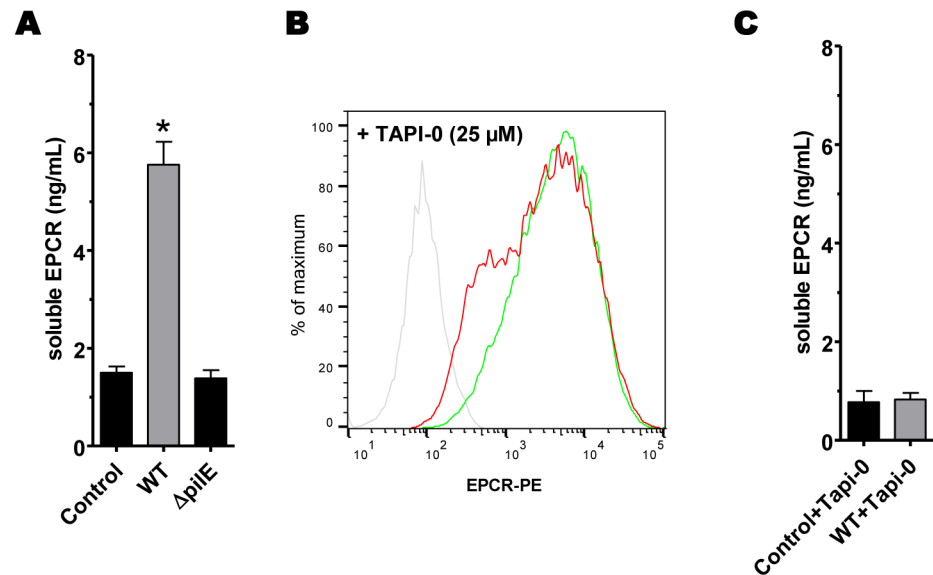 A
soluble EPCR (ng/mL)
8
6
4
2
0
*
Control
WT
ΔpilE
B
+ TAPI-0 (25 µM)
% of maximum
100
80
60
40
20
0
10¹ 10² 10³ 10⁴ 10⁵
EPCR-PE
C
soluble EPCR (ng/mL)
8
6
4
2
0
Control+Tapi-0
WT+Tapi-0